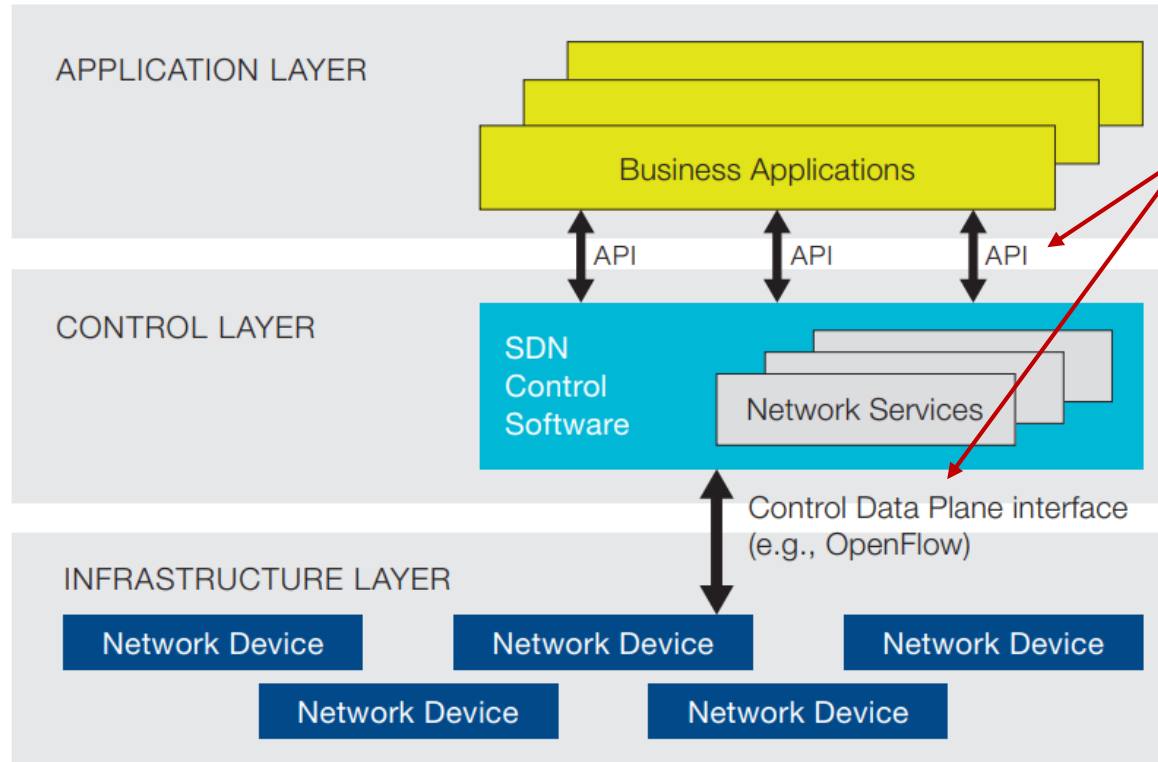 APPLICATION LAYER
Business Applications
API
API
API
CONTROL LAYER
SDN
Control
Software
Network Services
Control Data Plane interface
(e.g., OpenFlow)
INFRASTRUCTURE LAYER
Network Device
Network Device
Network Device
Network Device
Network Device